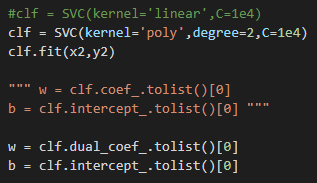 #clf = SVC(kernel='linear',C=1e4)
clf = SVC(kernel='poly',degree=2,C=1e4)
clf.fit(x2,y2)
""" w = clf.coef_.tolist()[0]
b = clf.intercept_.tolist()[0] """
w = clf.dual_coef_.tolist()[0]
b = clf.intercept_.tolist()[0]